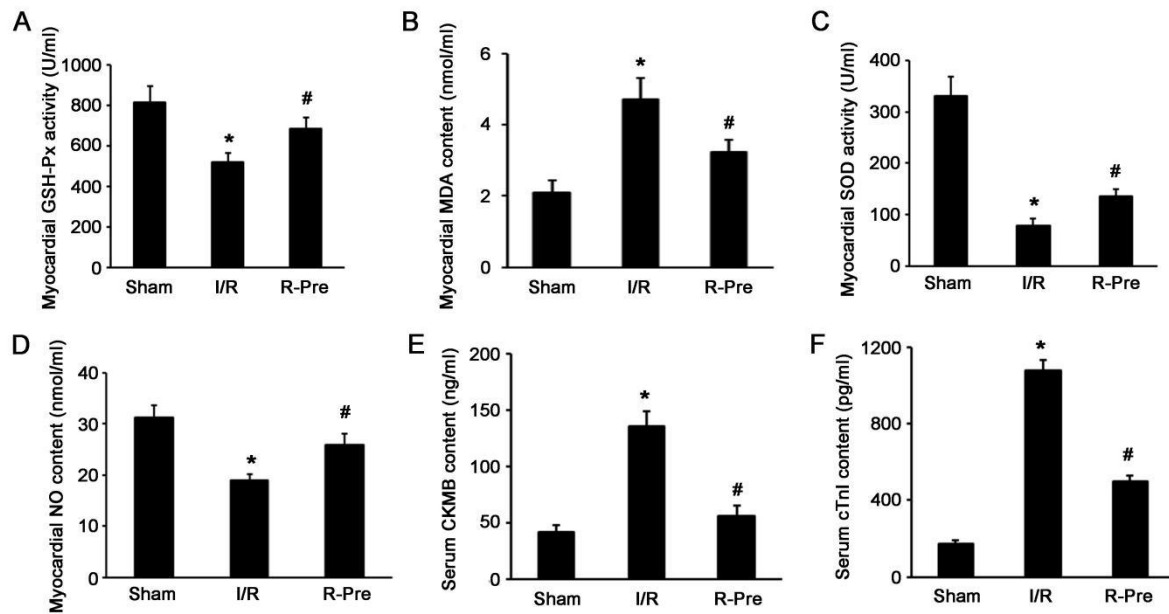 A
Myocardial GSH-Px activity (U/ml)
1000
800
600
400
200
0
*
#
Sham I/R R-Pre
B
Myocardial MDA content (nmol/ml)
6
4
2
0
*
#
Sham I/R R-Pre
C
Myocardial SOD activity (U/ml)
400
300
200
100
0
*
#
Sham I/R R-Pre
D
Myocardial NO content (nmol/ml)
40
30
20
10
0
*
#
Sham I/R R-Pre
E
Serum CKMB content (ng/ml)
200
150
100
50
0
*
#
Sham I/R R-Pre
F
Serum cTnI content (pg/ml)
1200
800
400
0
*
#
Sham I/R R-Pre